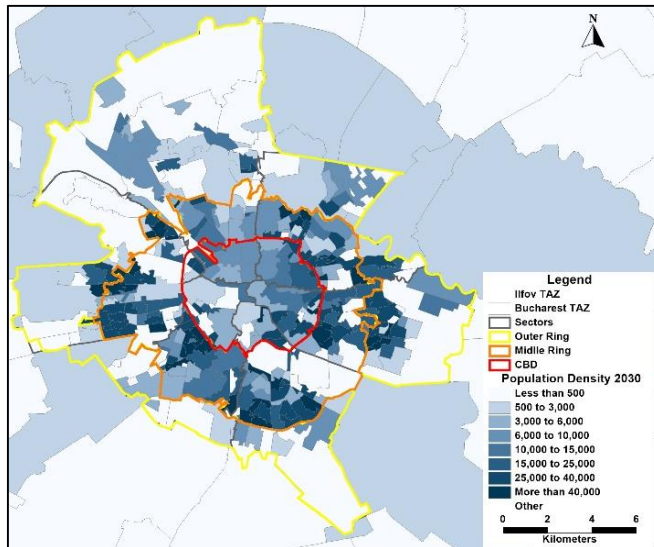 N
Legend
Ilfov TAZ
Bucharest TAZ
Sectors
Outer Ring
Midlle Ring
CBD
Population Density 2030
Less than 500
500 to 3,000
3,000 to 6,000
6,000 to 10,000
10,000 to 15,000
15,000 to 25,000
25,000 to 40,000
More than 40,000
Other
0 2 4 6
Kilometers